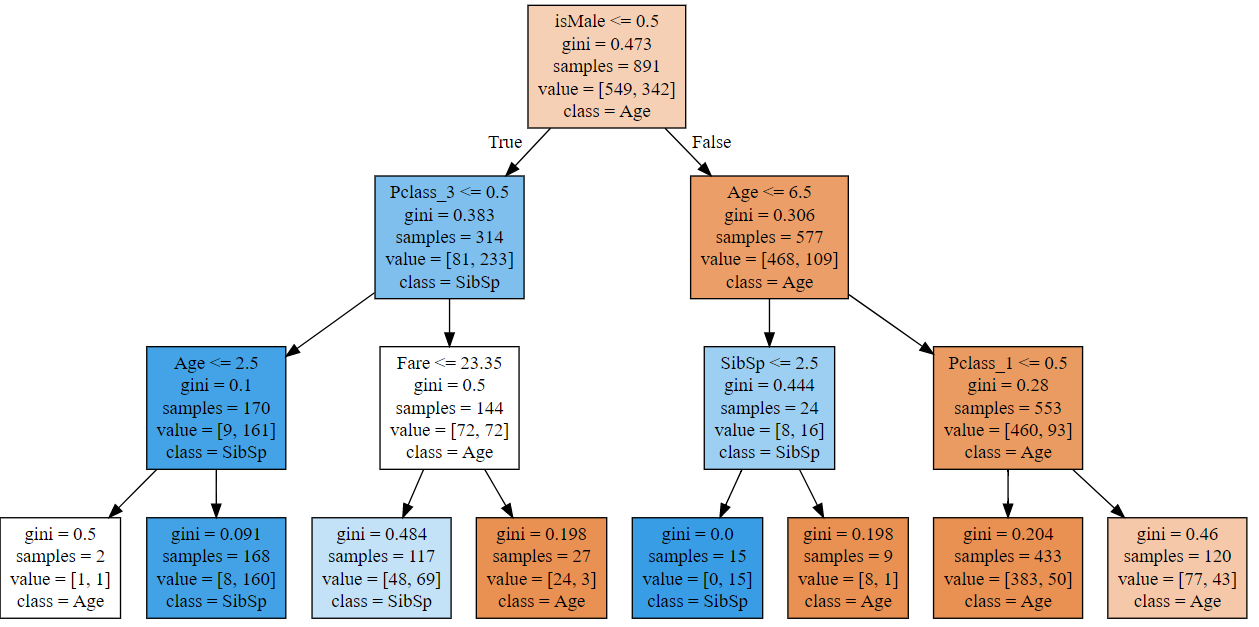 isMale <= 0.5
gini = 0.473
samples = 891
value = [549, 342]
class = Age
True
False
Pclass_3 <= 0.5
gini = 0.383
samples = 314
value = [81, 233]
class = SibSp
Age <= 6.5
gini = 0.306
samples = 577
value = [468, 109]
class = Age
Age <= 2.5
gini = 0.1
samples = 170
value = [9, 161]
class = SibSp
Fare <= 23.35
gini = 0.5
samples = 144
value = [72, 72]
class = Age
SibSp <= 2.5
gini = 0.444
samples = 24
value = [8, 16]
class = SibSp
Pclass_1 <= 0.5
gini = 0.28
samples = 553
value = [460, 93]
class = Age
gini = 0.5
samples = 2
value = [1, 1]
class = Age
gini = 0.091
samples = 168
value = [8, 160]
class = SibSp
gini = 0.484
samples = 117
value = [48, 69]
class = SibSp
gini = 0.198
samples = 27
value = [24, 3]
class = Age
gini = 0.0
samples = 15
value = [0, 15]
class = SibSp
gini = 0.198
samples = 9
value = [8, 1]
class = Age
gini = 0.204
samples = 433
value = [383, 50]
class = Age
gini = 0.46
samples = 120
value = [77, 43]
class = Age